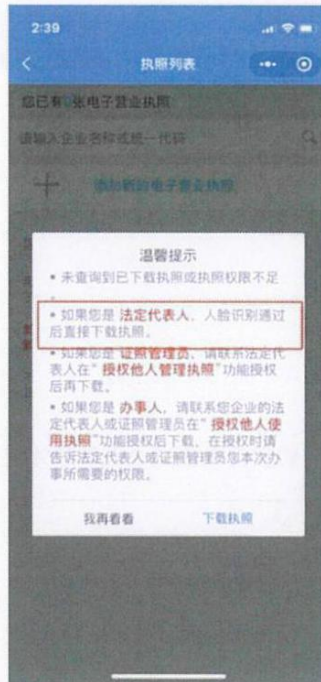 2:39
执照列表
您已有0张电子营业执照
请输入企业名称或统一代码
添加新的电子营业执照
温馨提示
• 未查询到已下载执照或执照权限不足
。
• 如果您是 法定代表人，人脸识别通过
后直接下载执照。
• 如果您是 证照管理员，请联系法定代
表人在“ 授权他人管理执照”功能授权
后再下载。
• 如果您是 办事人，请联系您企业的法
定代表人或证照管理员在“ 授权他人使
用执照”功能授权后下载，在授权时请
告诉法定代表人或证照管理员您本次办
事所需要的权限。
我再看看
下载执照